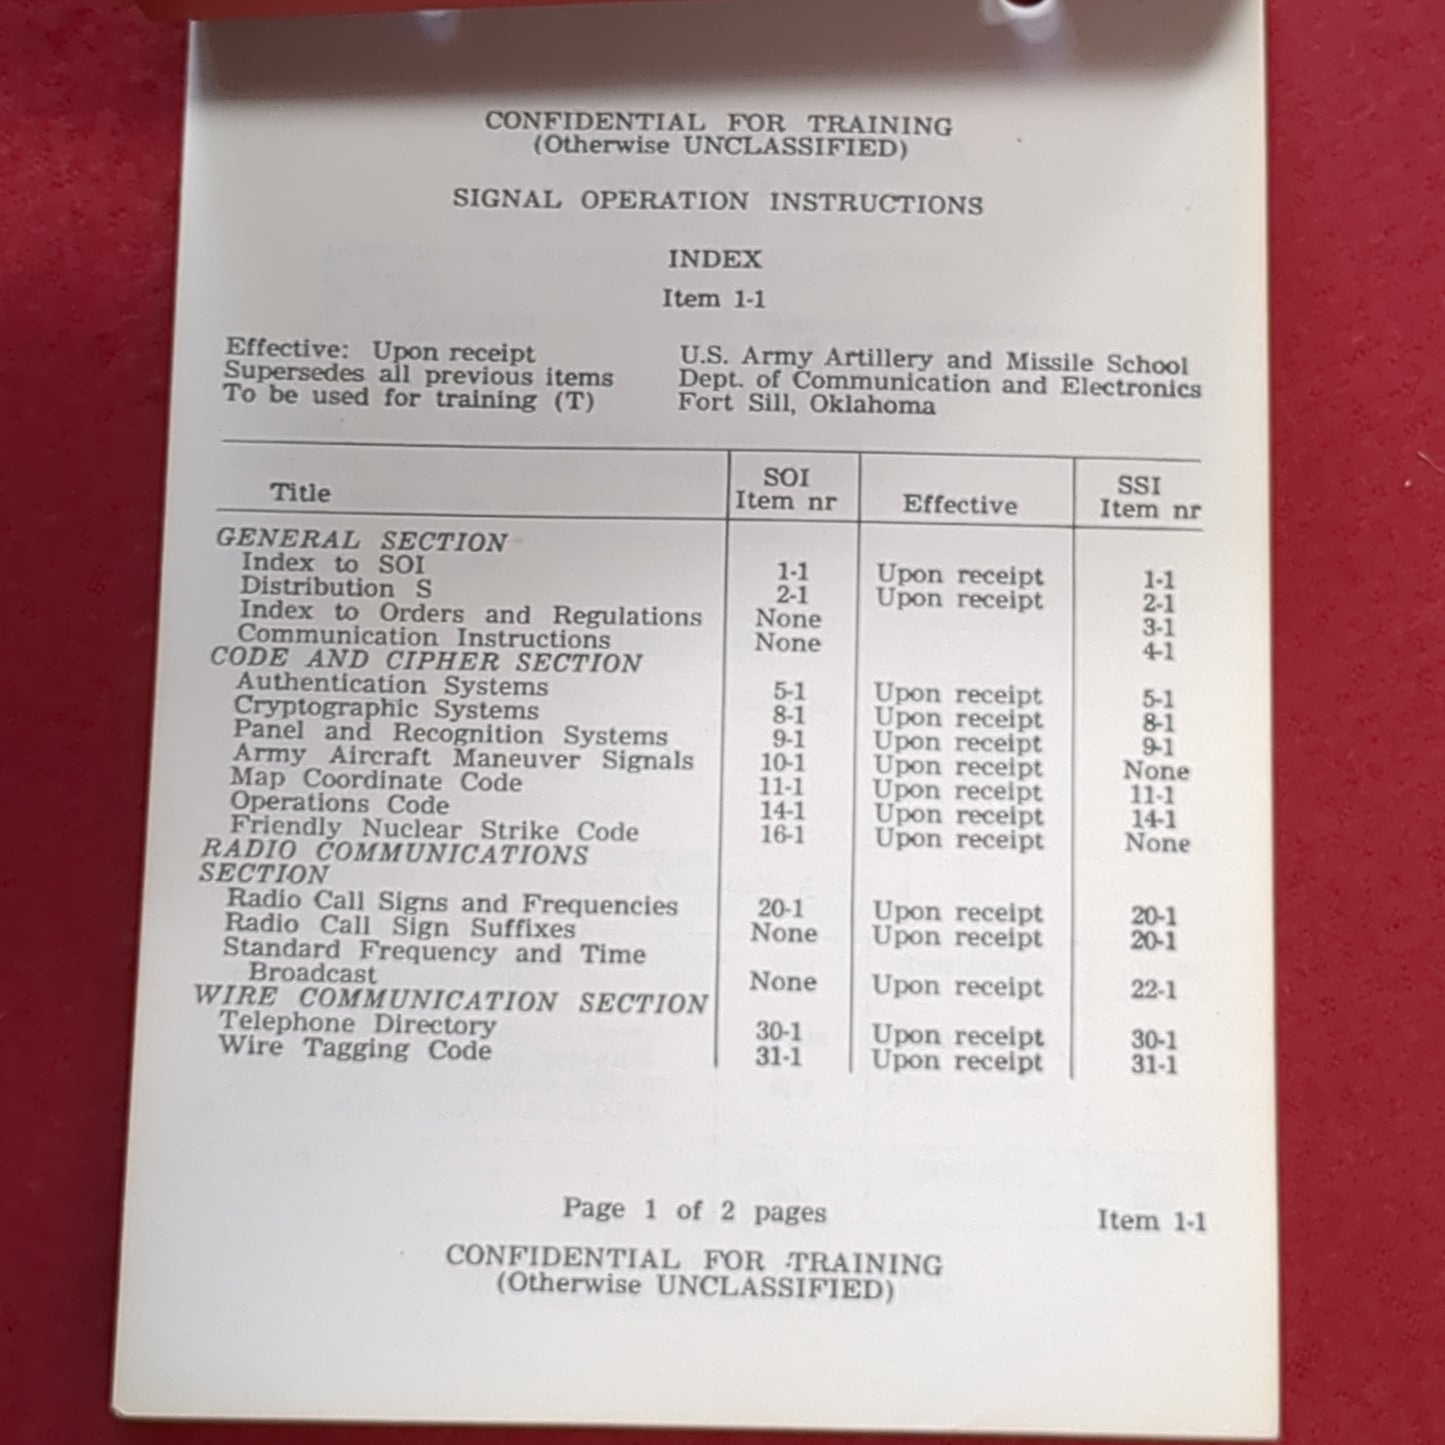 CONFIDENTIAL FOR TRAINING
(Otherwise UNCLASSIFIED)
SIGNAL OPERATION INSTRUCTIONS
INDEX
Item 1-1
Effective: Upon receipt
Supersedes all previous items
To be used for training (T)
U.S. Army Artillery and Missile School
Dept. of Communication and Electronics
Fort Sill, Oklahoma
Title SOI Item nr Effective SSI Item nr
GENERAL SECTION
Index to SOI 1-1 Upon receipt 1-1
Distribution S 2-1 Upon receipt 2-1
Index to Orders and Regulations None 3-1
Communication Instructions None 4-1
CODE AND CIPHER SECTION
Authentication Systems 5-1 Upon receipt 5-1
Cryptographic Systems 8-1 Upon receipt 8-1
Panel and Recognition Systems 9-1 Upon receipt 9-1
Army Aircraft Maneuver Signals 10-1 Upon receipt None
Map Coordinate Code 11-1 Upon receipt 11-1
Operations Code 14-1 Upon receipt 14-1
Friendly Nuclear Strike Code 16-1 Upon receipt None
RADIO COMMUNICATIONS
SECTION
Radio Call Signs and Frequencies 20-1 Upon receipt 20-1
Radio Call Sign Suffixes None Upon receipt 20-1
Standard Frequency and Time
Broadcast None Upon receipt 22-1
WIRE COMMUNICATION SECTION
Telephone Directory 30-1 Upon receipt 30-1
Wire Tagging Code 31-1 Upon receipt 31-1
Page 1 of 2 pages
Item 1-1
CONFIDENTIAL FOR TRAINING
(Otherwise UNCLASSIFIED)